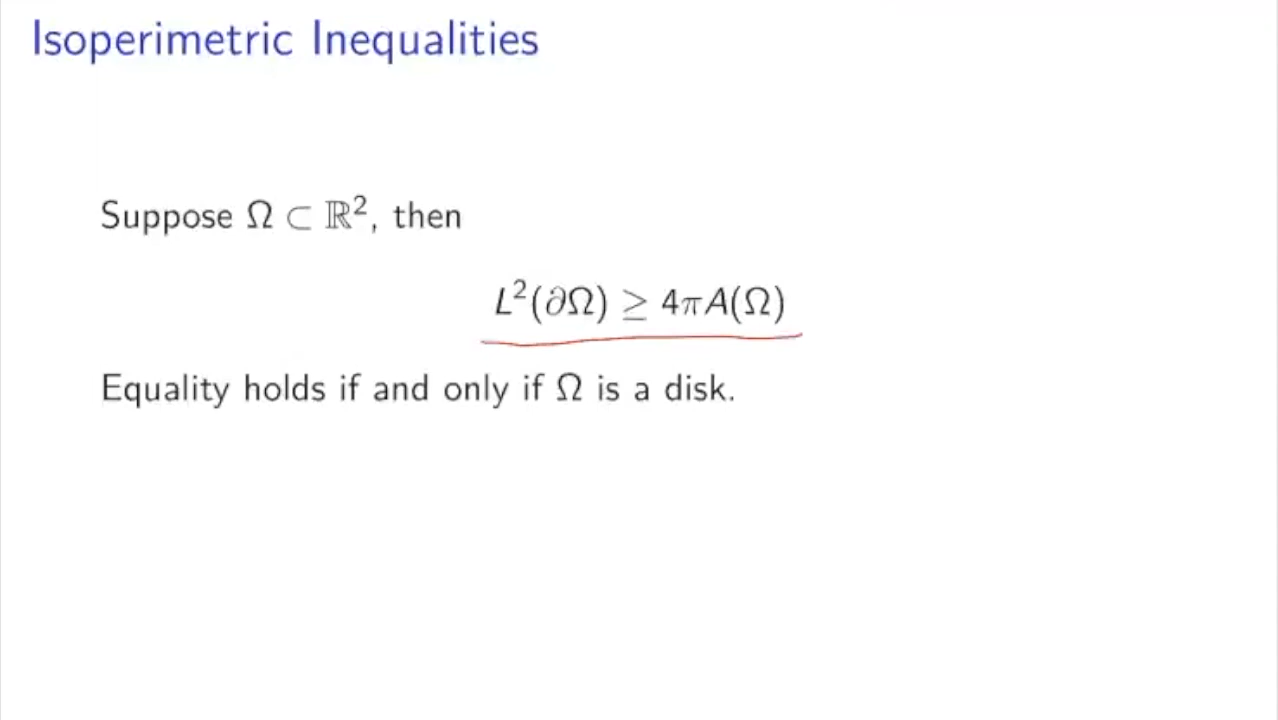 Isoperimetric Inequalities
Suppose Ω ⊂ ℝ², then
L²(∂Ω) ≥ 4πA(Ω)
Equality holds if and only if Ω is a disk.